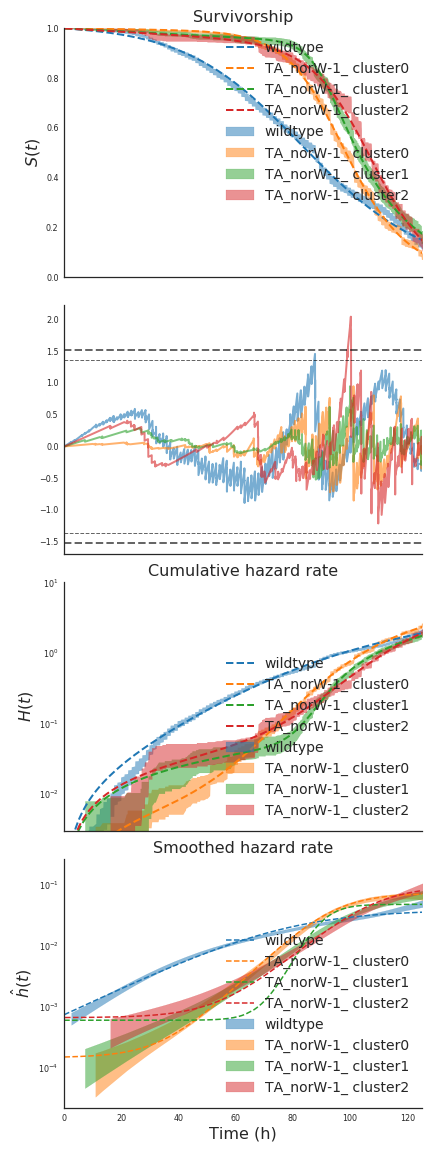 Survivorship
1.0
0.8
0.6
0.4
0.2
0.0
S(t)
wildtype
TA_norW-1_ cluster0
TA_norW-1_ cluster1
TA_norW-1_ cluster2
wildtype
TA_norW-1_ cluster0
TA_norW-1_ cluster1
TA_norW-1_ cluster2
2.0
1.5
1.0
0.5
0.0
−0.5
−1.0
−1.5
Cumulative hazard rate
10¹
10⁰
10⁻¹
10⁻²
H(t)
wildtype
TA_norW-1_ cluster0
TA_norW-1_ cluster1
TA_norW-1_ cluster2
wildtype
TA_norW-1_ cluster0
TA_norW-1_ cluster1
TA_norW-1_ cluster2
Smoothed hazard rate
10⁻¹
10⁻²
10⁻³
10⁻⁴
ĥ(t)
wildtype
TA_norW-1_ cluster0
TA_norW-1_ cluster1
TA_norW-1_ cluster2
wildtype
TA_norW-1_ cluster0
TA_norW-1_ cluster1
TA_norW-1_ cluster2
0 20 40 60 80 100 120
Time (h)